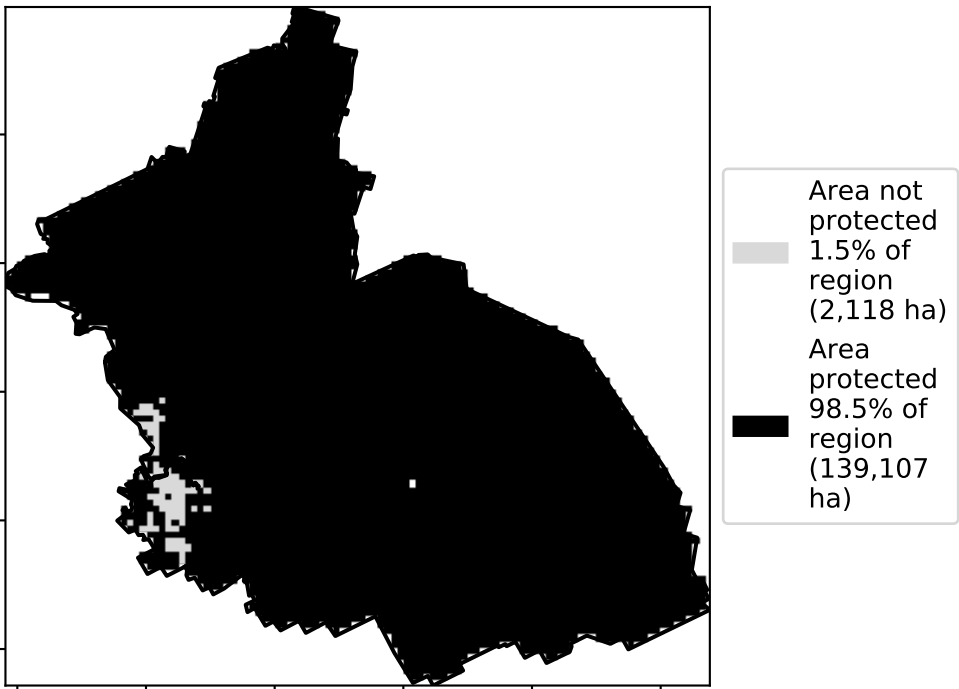 Area not
protected
1.5% of
region
(2,118 ha)
Area
protected
98.5% of
region
(139,107
ha)